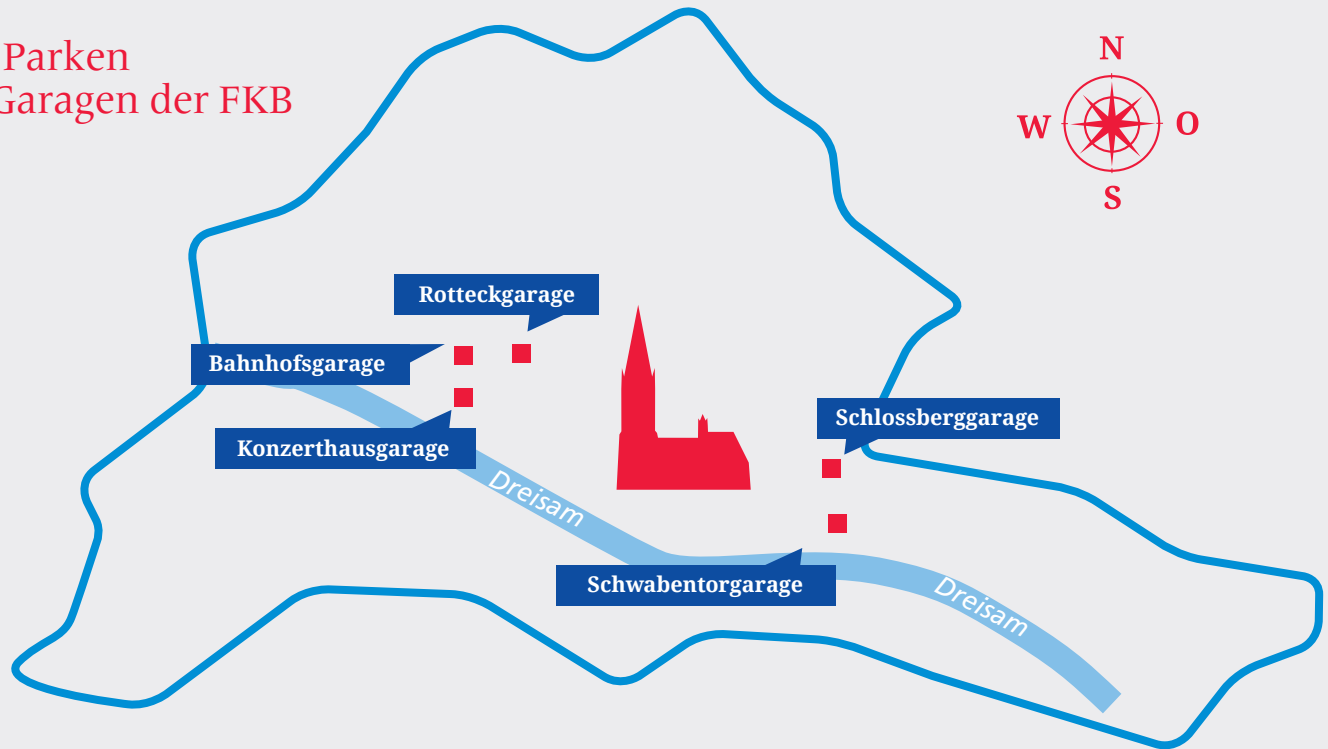 Parken
Garagen der FKB
N
W
O
S
Rotteckgarage
Bahnhofsgarage
Konzerthausgarage
Schlossberggarage
Dreisam
Schwabentorgarage
Dreisam